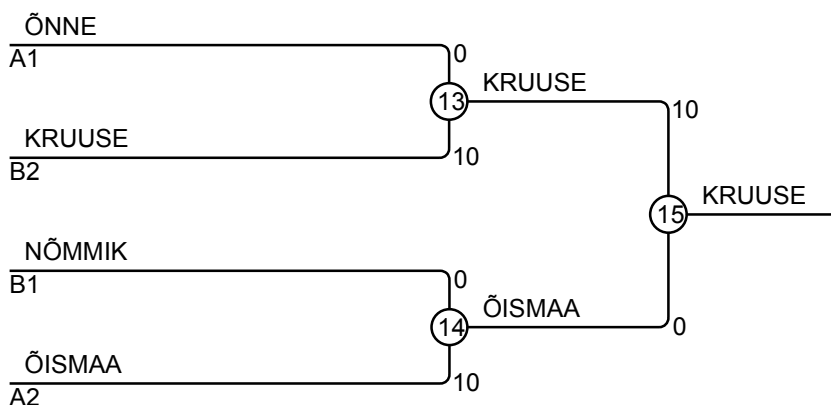 ÕNNE
A1
0
13
KRUUSE
10
KRUUSE
B2
10
15
KRUUSE
NÕMMIK
B1
0
14
ÕISMAA
0
ÕISMAA
A2
10